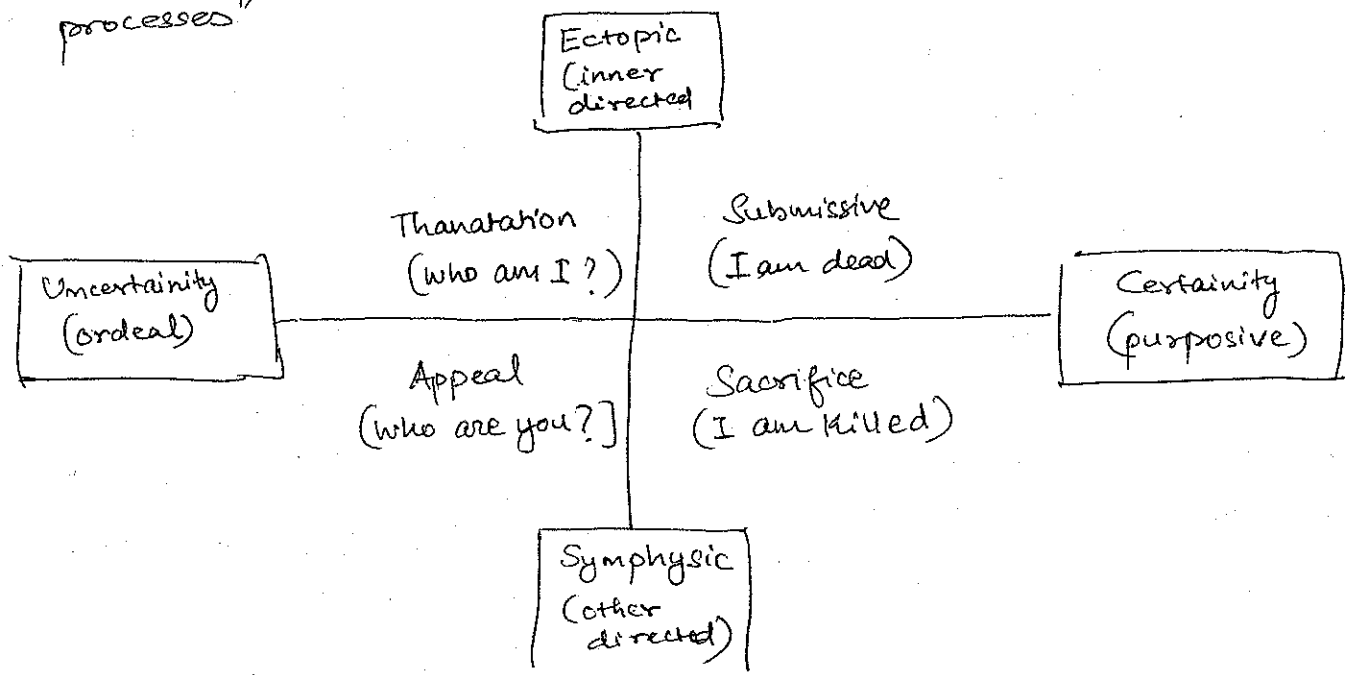 processes"
Ectopic
(inner
directed
Thanatation
(who am I?)
Submissive
(I am dead)
Uncertainity
(ordeal)
Certainity
(purposive)
Appeal
(who are you?]
Sacrifice
(I am killed)
Symphysic
(other
directed)